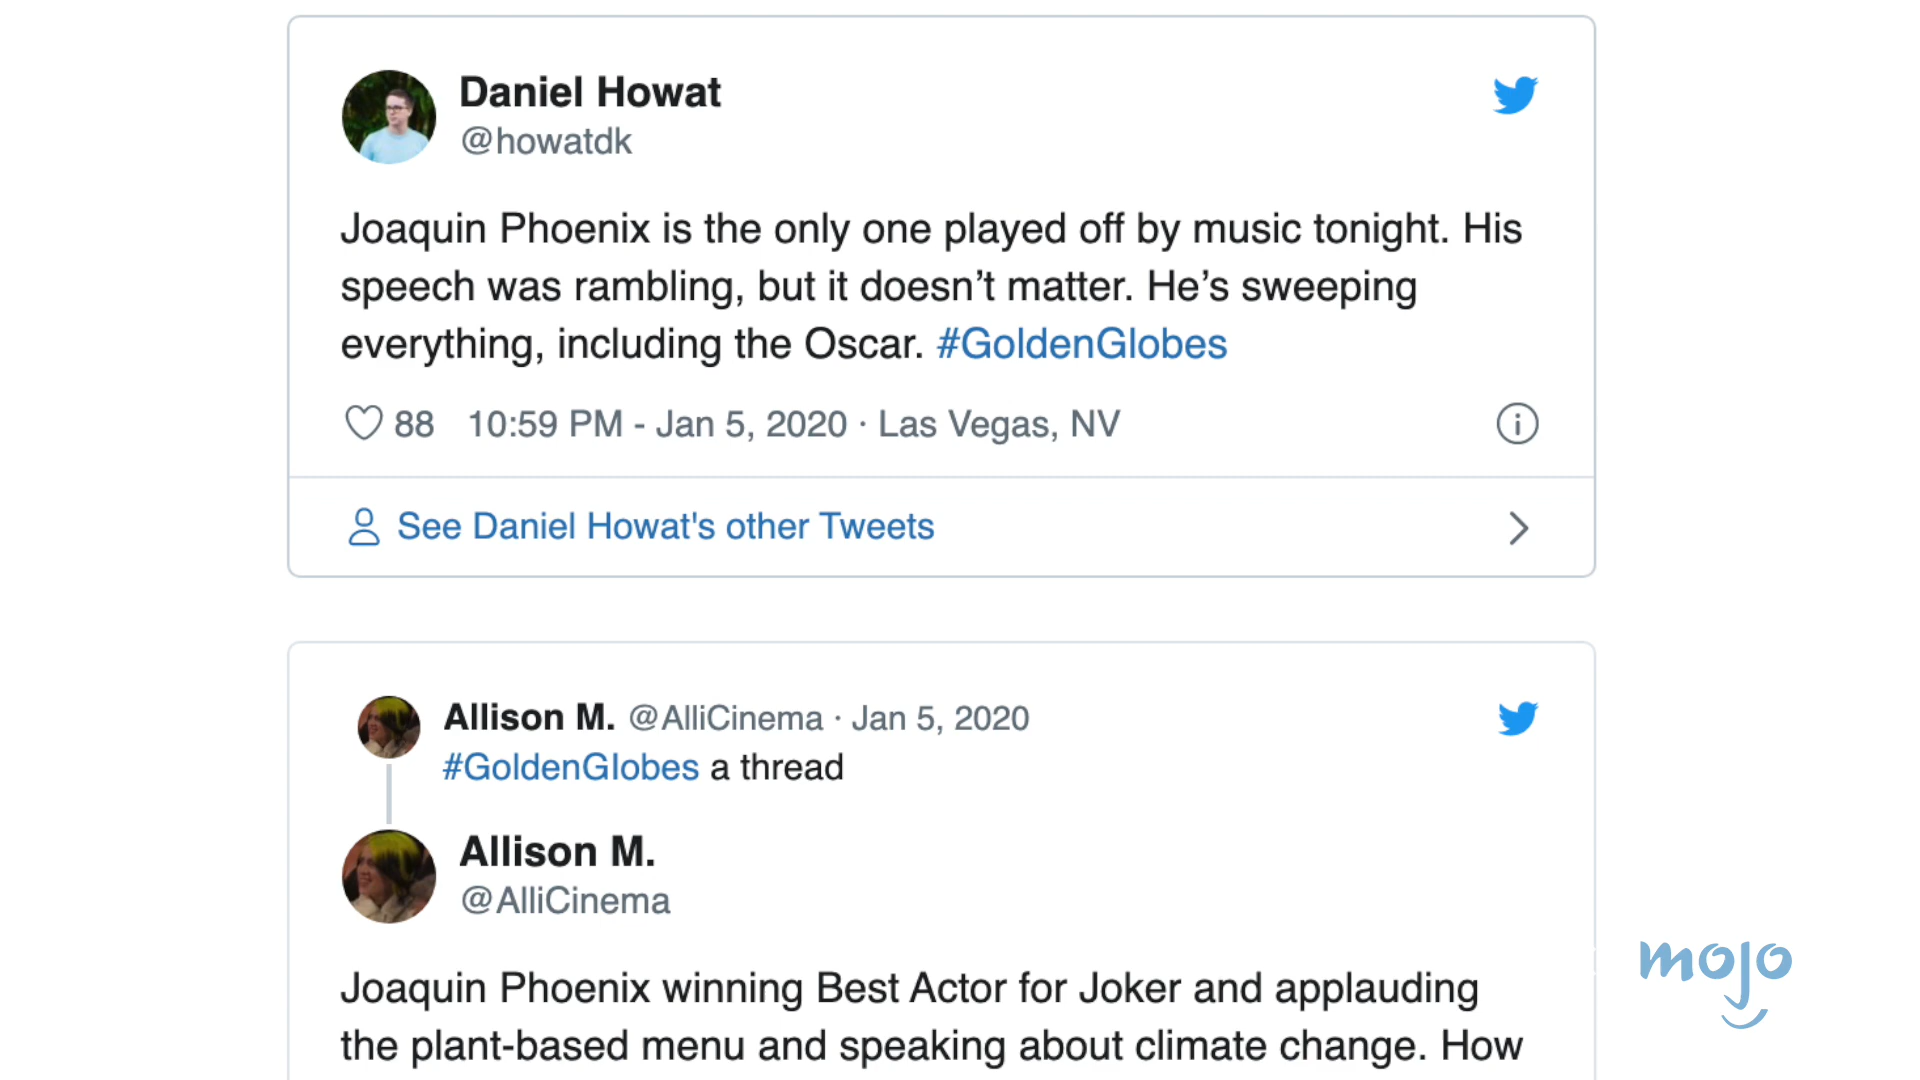 Daniel Howat
@howatdk
Joaquin Phoenix is the only one played off by music tonight. His
speech was rambling, but it doesn’t matter. He’s sweeping
everything, including the Oscar. #GoldenGlobes
88 10:59 PM - Jan 5, 2020 · Las Vegas, NV
See Daniel Howat's other Tweets
Allison M. @AlliCinema · Jan 5, 2020
#GoldenGlobes a thread
Allison M.
@AlliCinema
Joaquin Phoenix winning Best Actor for Joker and applauding
the plant-based menu and speaking about climate change. How
mojo